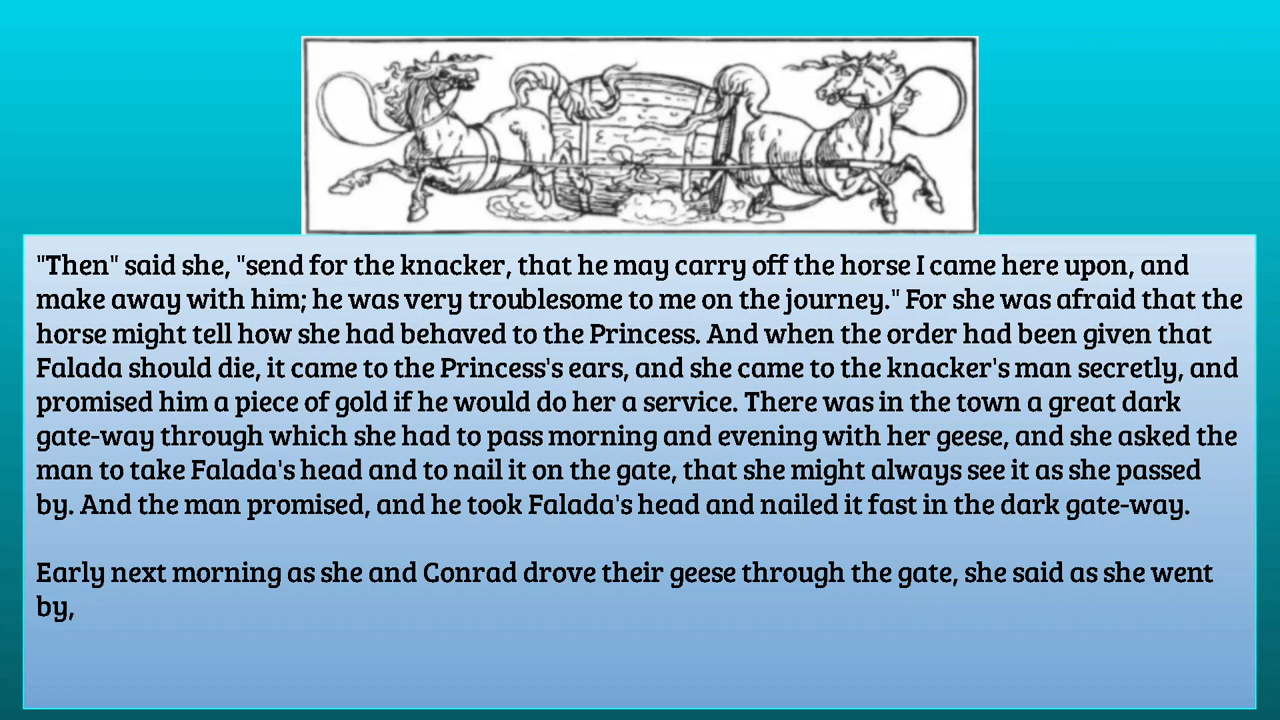 "Then" said she, "send for the knacker, that he may carry off the horse I came here upon, and
make away with him; he was very troublesome to me on the journey." For she was afraid that the
horse might tell how she had behaved to the Princess. And when the order had been given that
Falada should die, it came to the Princess's ears, and she came to the knacker's man secretly, and
promised him a piece of gold if he would do her a service. There was in the town a great dark
gate-way through which she had to pass morning and evening with her geese, and she asked the
man to take Falada's head and to nail it on the gate, that she might always see it as she passed
by. And the man promised, and he took Falada's head and nailed it fast in the dark gate-way.
Early next morning as she and Conrad drove their geese through the gate, she said as she went
by,